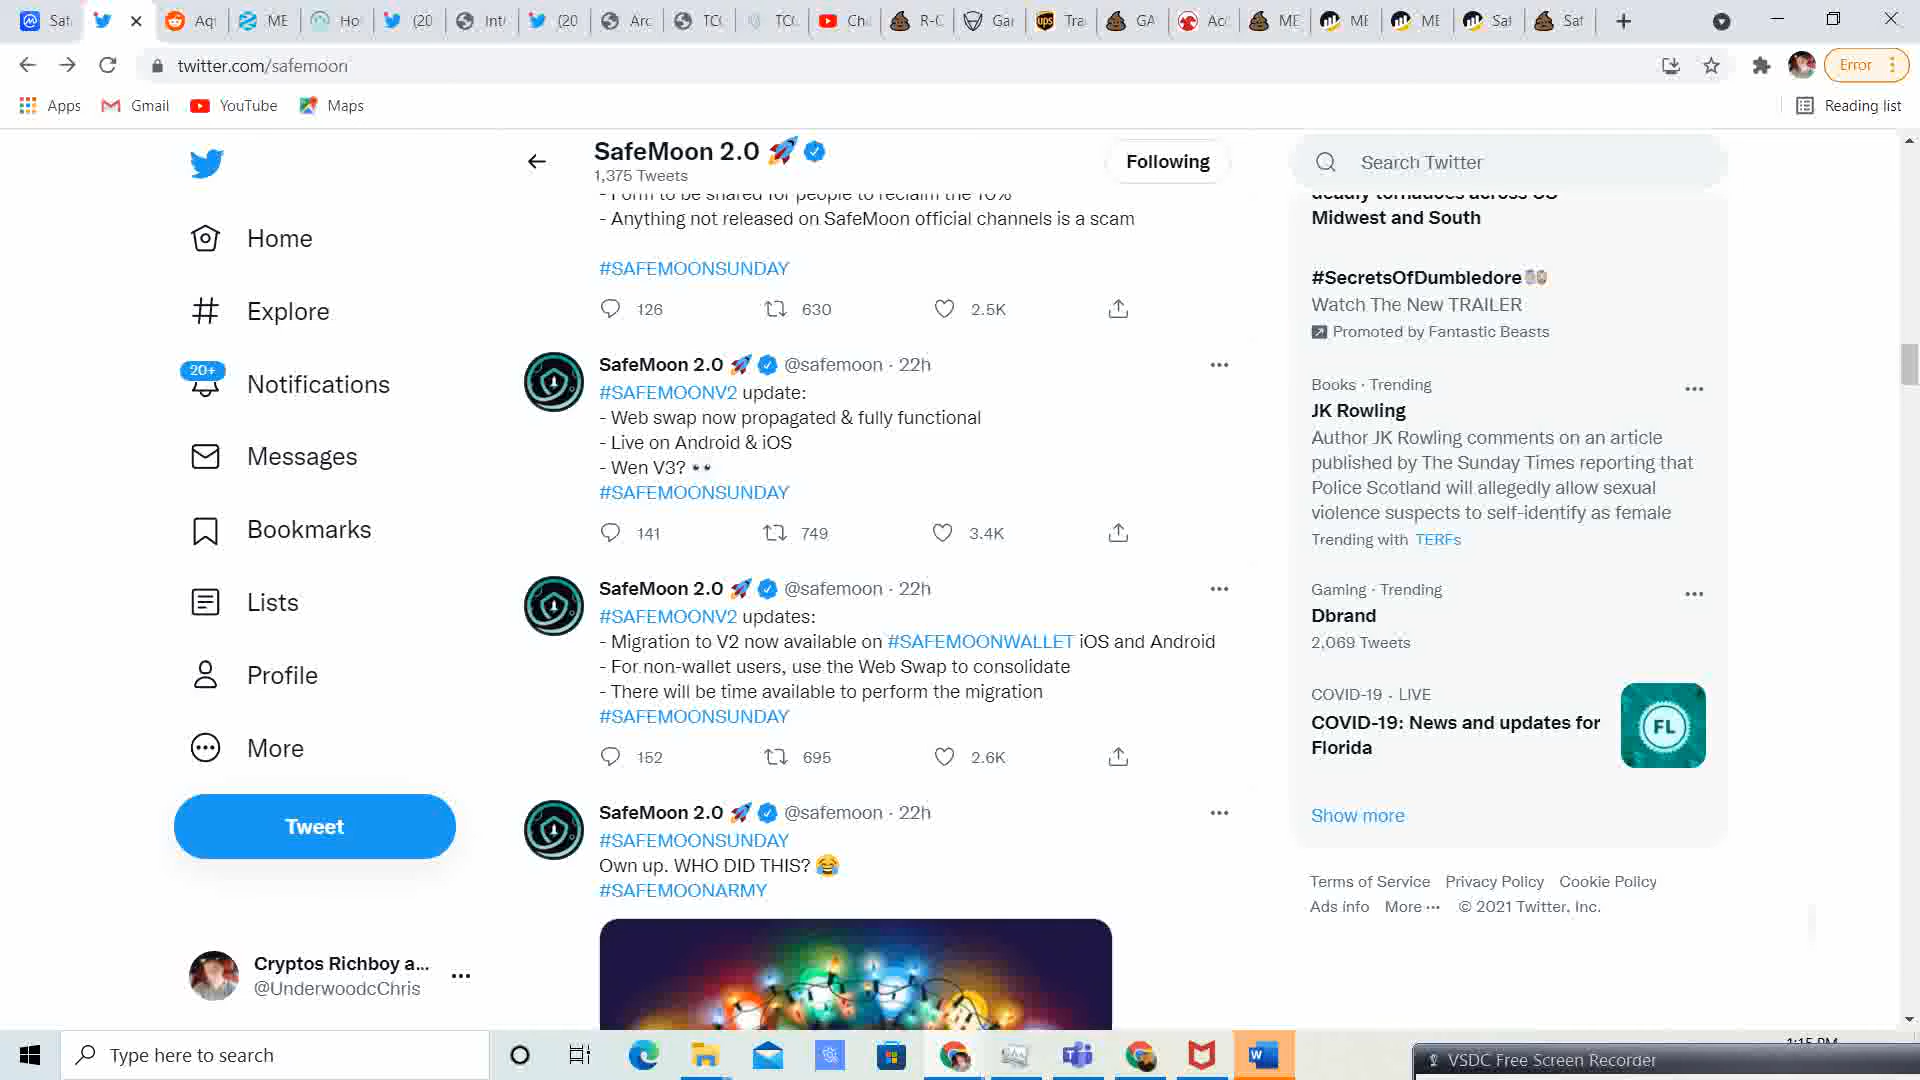 Sat
Aq
ME
Ho
(20
Int
(20
Arc
TCC
TCC
Cha
R-C
Gar
Tra
GA
Acc
ME
ME
ME
Saf
Saf
twitter.com/safemoon
Error
Apps
Gmail
YouTube
Maps
Reading list
SafeMoon 2.0
1,375 Tweets
Following
Search Twitter
Home
Explore
20+
Notifications
Messages
Bookmarks
Lists
Profile
More
Tweet
Cryptos Richboy a...
@UnderwoodcChris
- Form to be shared for people to reclaim the 10%
- Anything not released on SafeMoon official channels is a scam
#SAFEMOONSUNDAY
126 630 2.5K
SafeMoon 2.0 @safemoon · 22h
#SAFEMOONV2 update:
- Web swap now propagated & fully functional
- Live on Android & iOS
- Wen V3?
#SAFEMOONSUNDAY
141 749 3.4K
SafeMoon 2.0 @safemoon · 22h
#SAFEMOONV2 updates:
- Migration to V2 now available on #SAFEMOONWALLET iOS and Android
- For non-wallet users, use the Web Swap to consolidate
- There will be time available to perform the migration
#SAFEMOONSUNDAY
152 695 2.6K
SafeMoon 2.0 @safemoon · 22h
#SAFEMOONSUNDAY
Own up. WHO DID THIS?
#SAFEMOONARMY
deadly tornadoes across US
Midwest and South
#SecretsOfDumbledore
Watch The New TRAILER
Promoted by Fantastic Beasts
Books · Trending
JK Rowling
Author JK Rowling comments on an article
published by The Sunday Times reporting that
Police Scotland will allegedly allow sexual
violence suspects to self-identify as female
Trending with TERFs
Gaming · Trending
Dbrand
2,069 Tweets
COVID-19 · LIVE
COVID-19: News and updates for
Florida
FL
Show more
Terms of Service Privacy Policy Cookie Policy
Ads info More ··· © 2021 Twitter, Inc.
Type here to search
1:15 PM
VSDC Free Screen Recorder